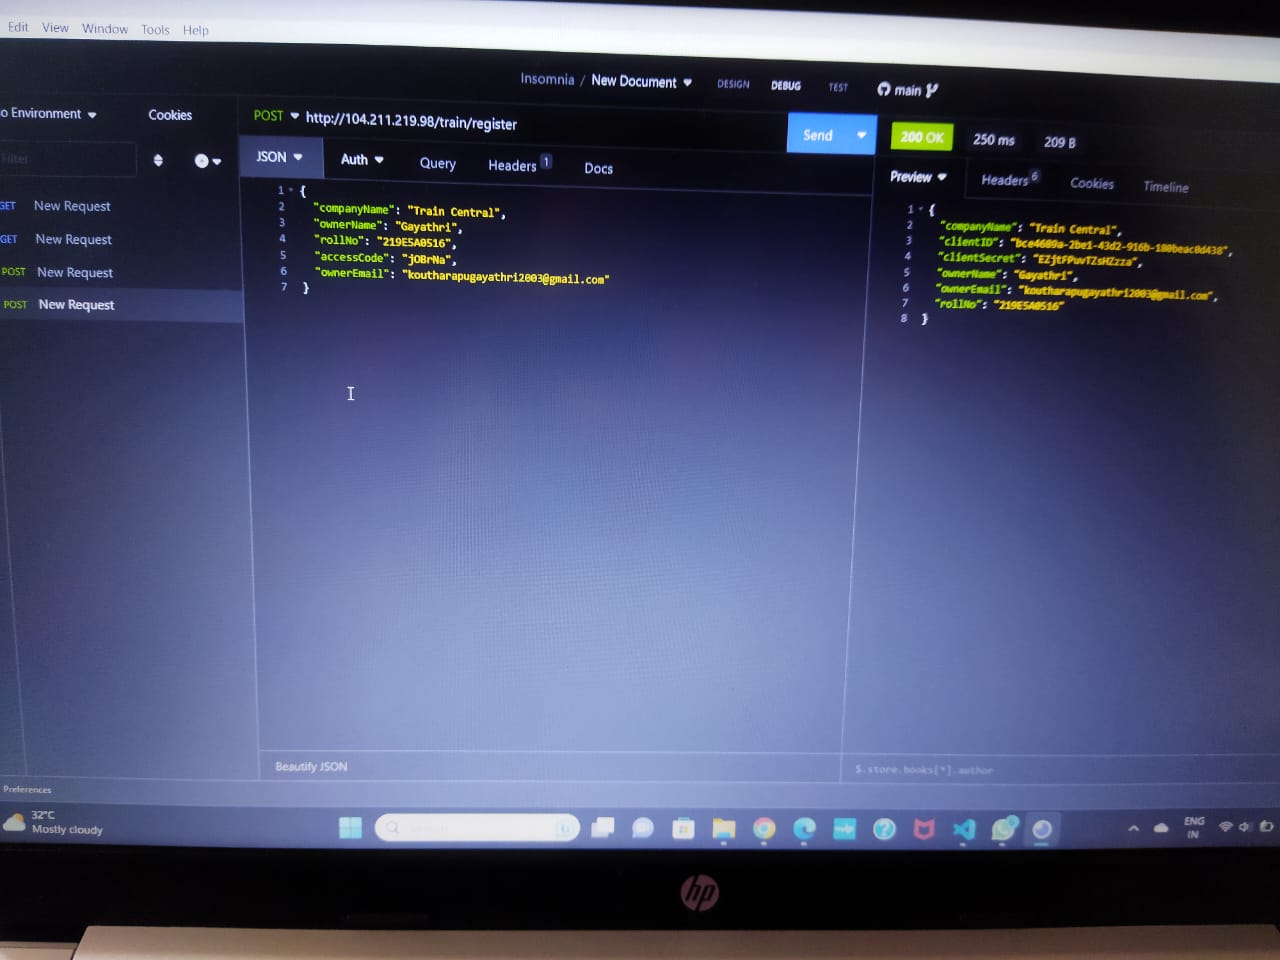 Edit View Window Tools Help
Insomnia / New Document DESIGN DEBUG TEST main
o Environment Cookies
POST http://104.211.219.98/train/register Send 200 OK 250 ms 209 B
Filter
JSON Auth Query Headers 1 Docs
Preview Headers 6 Cookies Timeline
GET New Request
GET New Request
POST New Request
POST New Request
1 {
2 "companyName": "Train Central",
3 "ownerName": "Gayathri",
4 "rollNo": "219E5A0516",
5 "accessCode": "jOBrNa",
6 "ownerEmail": "koutharapugayathri2003@gmail.com"
7 }
1 {
2 "companyName": "Train Central",
3 "clientID": "bce4609a-2be1-43d2-916b-180beac0d438",
4 "clientSecret": "EZjtFPuvTZsHZzza",
5 "ownerName": "Gayathri",
6 "ownerEmail": "koutharapugayathri2003@gmail.com",
7 "rollNo": "219E5A0516"
8 }
Beautify JSON
$.store.books[*].author
Preferences
32°C
Mostly cloudy
ENG
IN
hp